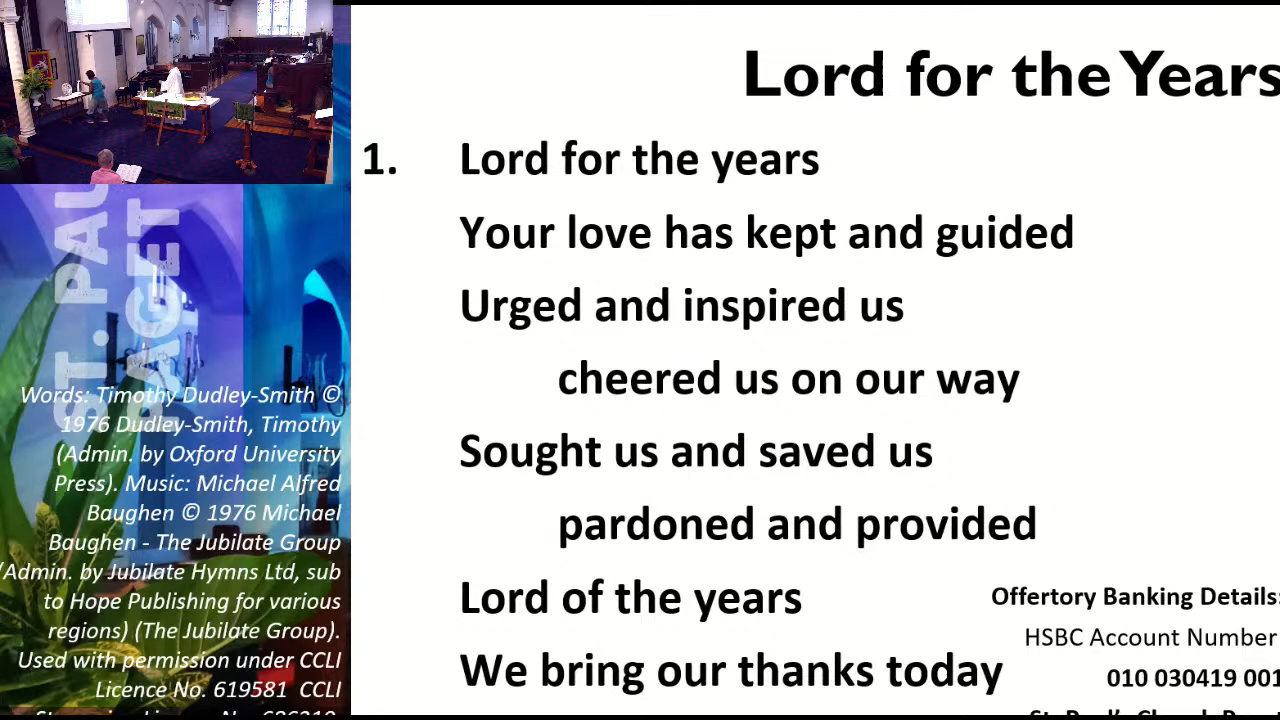 Lord for the Years
1. Lord for the years
Your love has kept and guided
Urged and inspired us
cheered us on our way
Sought us and saved us
pardoned and provided
Lord of the years
We bring our thanks today
ST. PAU
PAGET
Words: Timothy Dudley-Smith ©
1976 Dudley-Smith, Timothy
(Admin. by Oxford University
Press). Music: Michael Alfred
Baughen © 1976 Michael
Baughen - The Jubilate Group
(Admin. by Jubilate Hymns Ltd, sub
to Hope Publishing for various
regions) (The Jubilate Group).
Used with permission under CCLI
Licence No. 619581 CCLI
Offertory Banking Details:
HSBC Account Number
010 030419 001